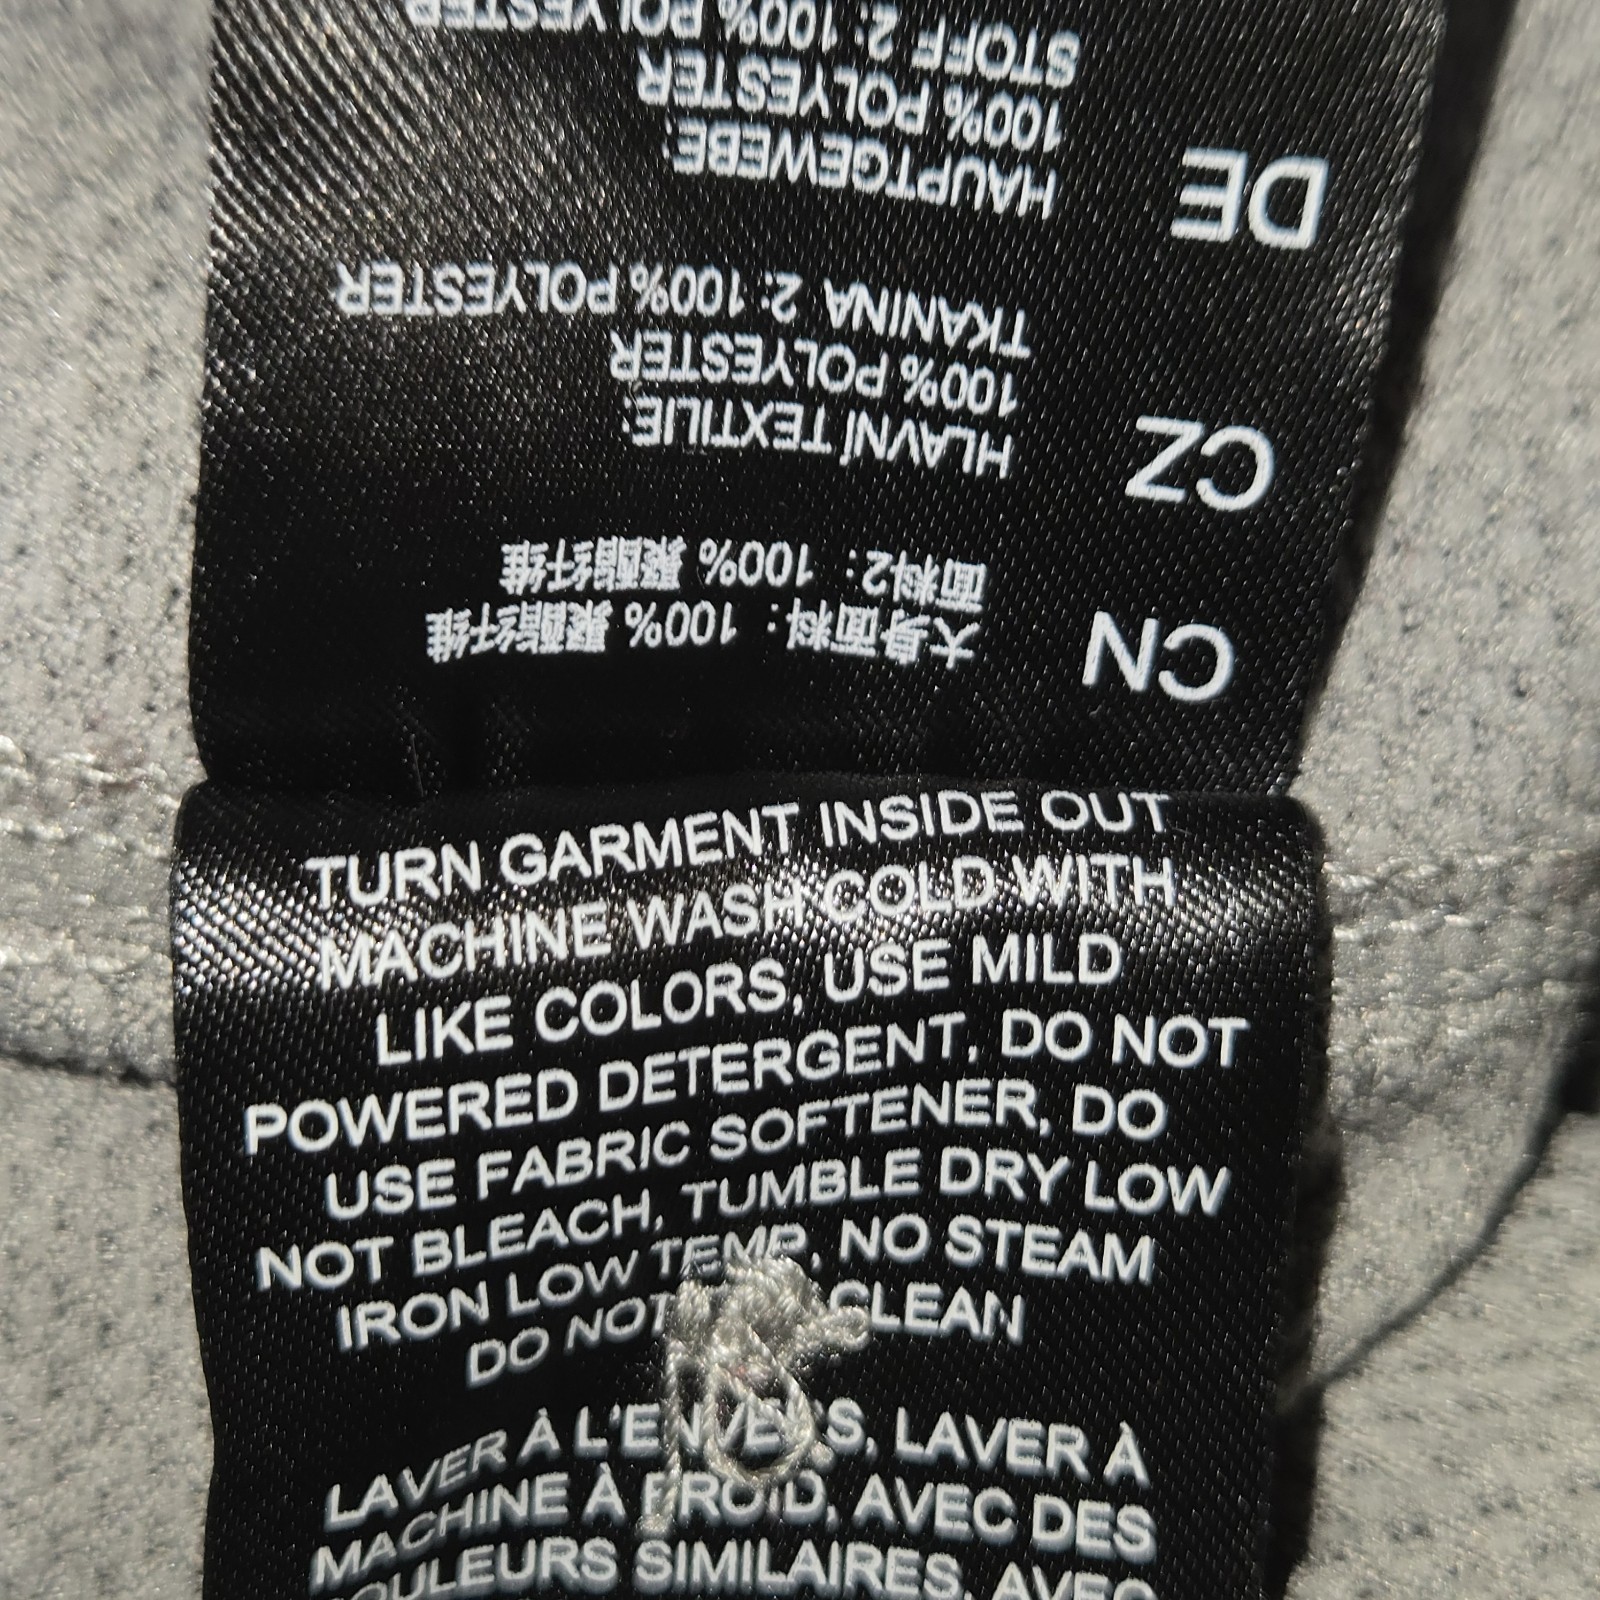 TURN GARMENT INSIDE OUT
MACHINE WASH COLD WITH
LIKE COLORS, USE MILD
POWERED DETERGENT, DO NOT
USE FABRIC SOFTENER, DO
NOT BLEACH, TUMBLE DRY LOW
IRON LOW TEMP, NO STEAM
DO NOT CLEAN
LAVER À L'ENVERS, LAVER À
MACHINE À FROID, AVEC DES
COULEURS SIMILAIRES, AVEC
CN
大身面料: 100% 聚酯纤维
面料2: 100% 聚酯纤维
CZ
HLAVNÍ TEXTILIE:
100% POLYESTER
TKANINA 2: 100% POLYESTER
DE
HAUPTGEWEBE:
100% POLYESTER
STOFF 2: 100% POLYESTER